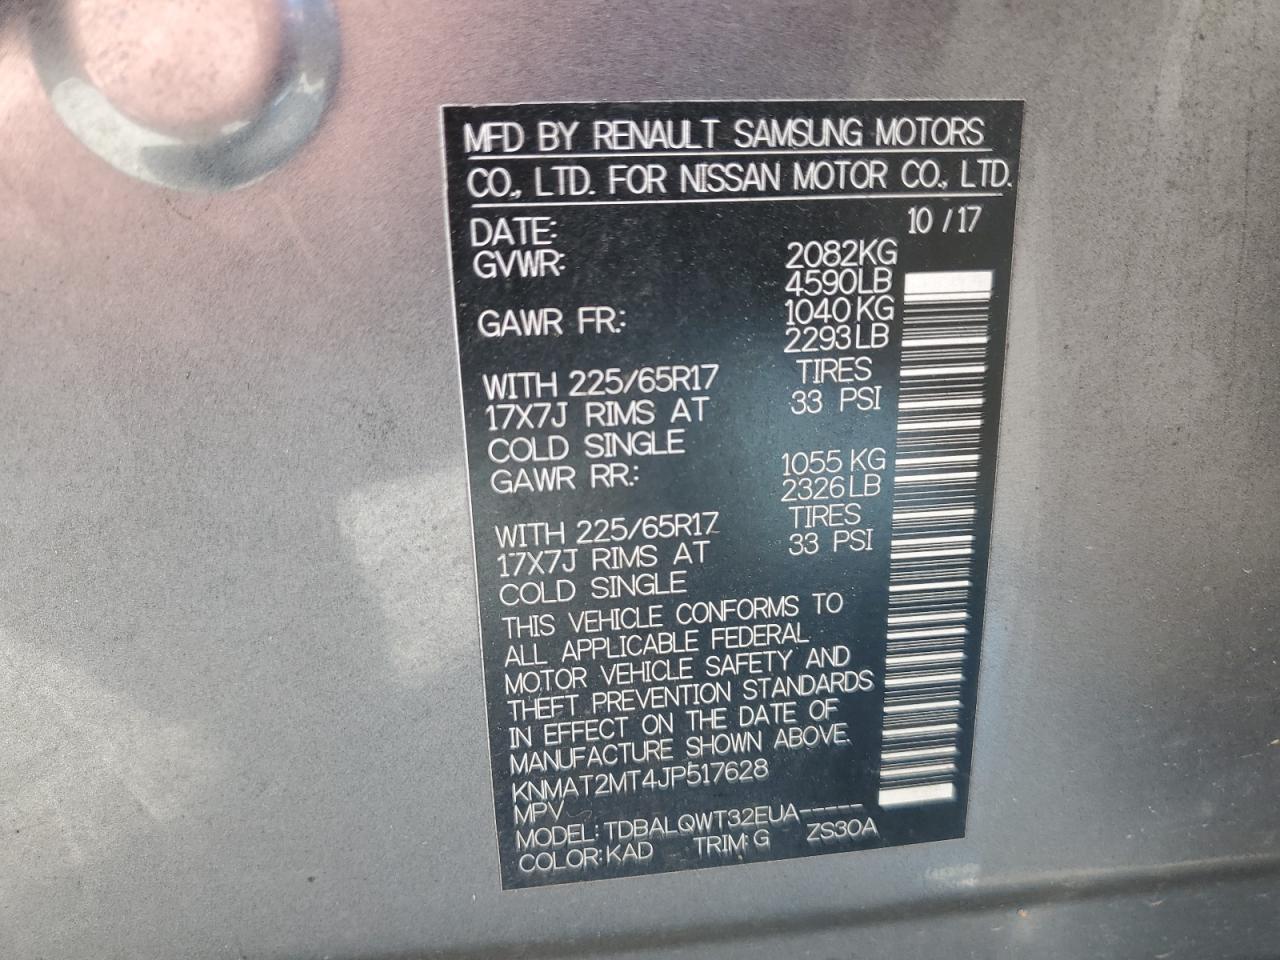 MFD BY RENAULT SAMSUNG MOTORS
CO., LTD. FOR NISSAN MOTOR CO., LTD.
DATE: 10 / 17
GVWR: 2082KG
4590LB
GAWR FR.: 1040 KG
2293 LB
WITH 225/65R17 TIRES
17X7J RIMS AT 33 PSI
COLD SINGLE
GAWR RR.: 1055 KG
2326 LB
WITH 225/65R17 TIRES
17X7J RIMS AT 33 PSI
COLD SINGLE
THIS VEHICLE CONFORMS TO
ALL APPLICABLE FEDERAL
MOTOR VEHICLE SAFETY AND
THEFT PREVENTION STANDARDS
IN EFFECT ON THE DATE OF
MANUFACTURE SHOWN ABOVE.
KNMAT2MT4JP517628
MPV
MODEL: TDBALQWT32EUA-----
COLOR: KAD TRIM: G ZS30A